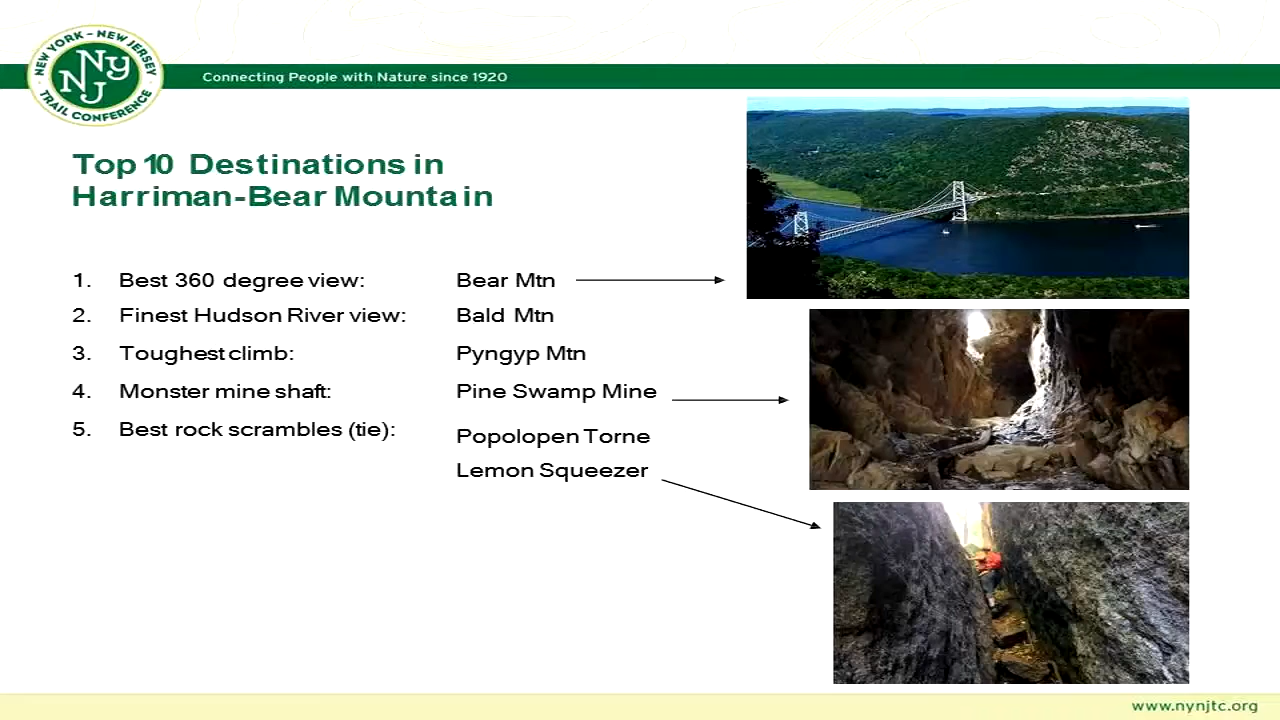 NEW YORK - NEW JERSEY
NY
NJ
TRAIL CONFERENCE
Connecting People with Nature since 1920
Top 10 Destinations in
Harriman-Bear Mountain
1. Best 360 degree view: Bear Mtn
2. Finest Hudson River view: Bald Mtn
3. Toughest climb: Pyngyp Mtn
4. Monster mine shaft: Pine Swamp Mine
5. Best rock scrambles (tie): Popolopen Torne
Lemon Squeezer
www.nynjtc.org